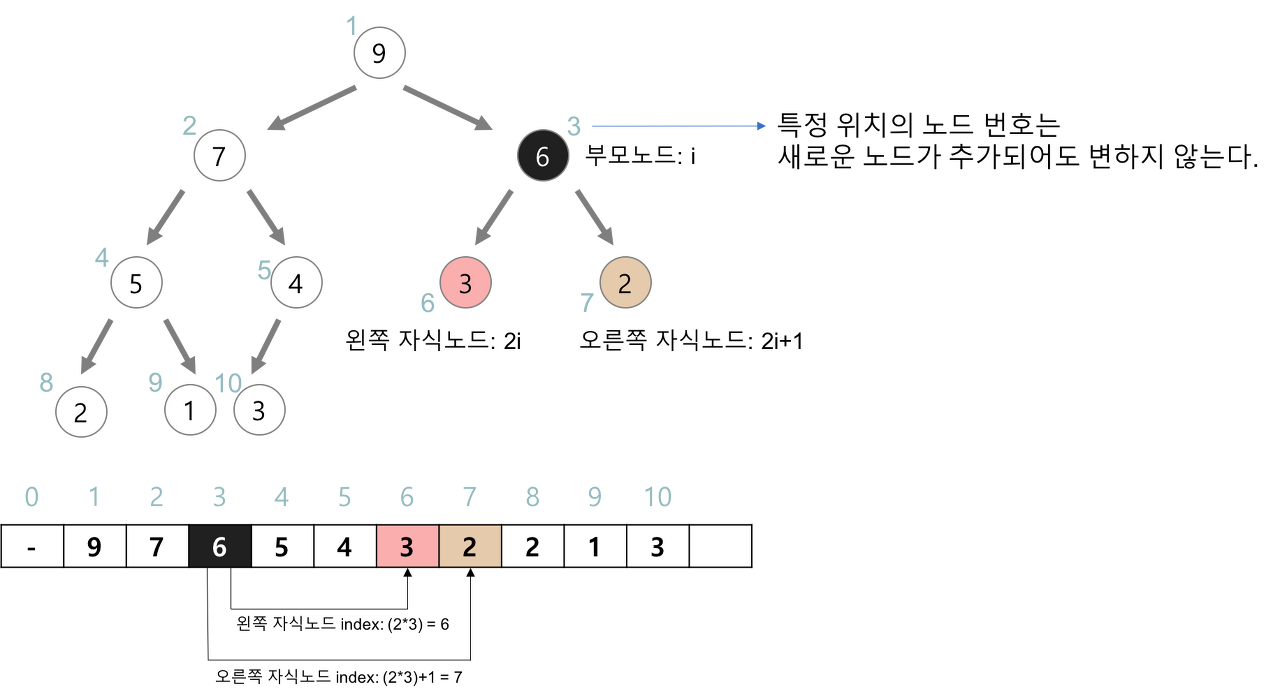 1
9
2
7
3
6
부모노드: i
특정 위치의 노드 번호는
새로운 노드가 추가되어도 변하지 않는다.
4
5
5
4
6
3
7
2
왼쪽 자식노드: 2i
오른쪽 자식노드: 2i+1
8
2
9
1
10
3
0 1 2 3 4 5 6 7 8 9 10
- 9 7 6 5 4 3 2 2 1 3
왼쪽 자식노드 index: (2*3) = 6
오른쪽 자식노드 index: (2*3)+1 = 7